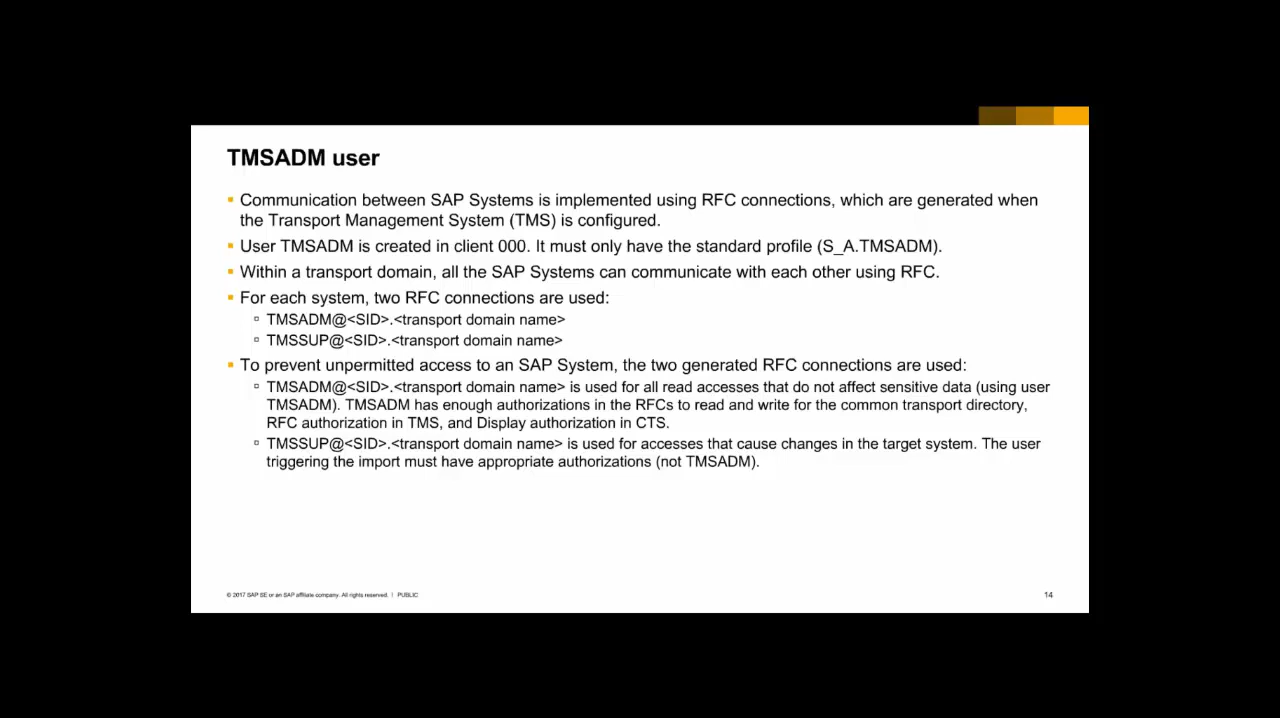 TMSADM user
▪ Communication between SAP Systems is implemented using RFC connections, which are generated when
the Transport Management System (TMS) is configured.
▪ User TMSADM is created in client 000. It must only have the standard profile (S_A.TMSADM).
▪ Within a transport domain, all the SAP Systems can communicate with each other using RFC.
▪ For each system, two RFC connections are used:
▫ TMSADM@<SID>.<transport domain name>
▫ TMSSUP@<SID>.<transport domain name>
▪ To prevent unpermitted access to an SAP System, the two generated RFC connections are used:
▫ TMSADM@<SID>.<transport domain name> is used for all read accesses that do not affect sensitive data (using user
TMSADM). TMSADM has enough authorizations in the RFCs to read and write for the common transport directory,
RFC authorization in TMS, and Display authorization in CTS.
▫ TMSSUP@<SID>.<transport domain name> is used for accesses that cause changes in the target system. The user
triggering the import must have appropriate authorizations (not TMSADM).
© 2017 SAP SE or an SAP affiliate company. All rights reserved. | PUBLIC
14